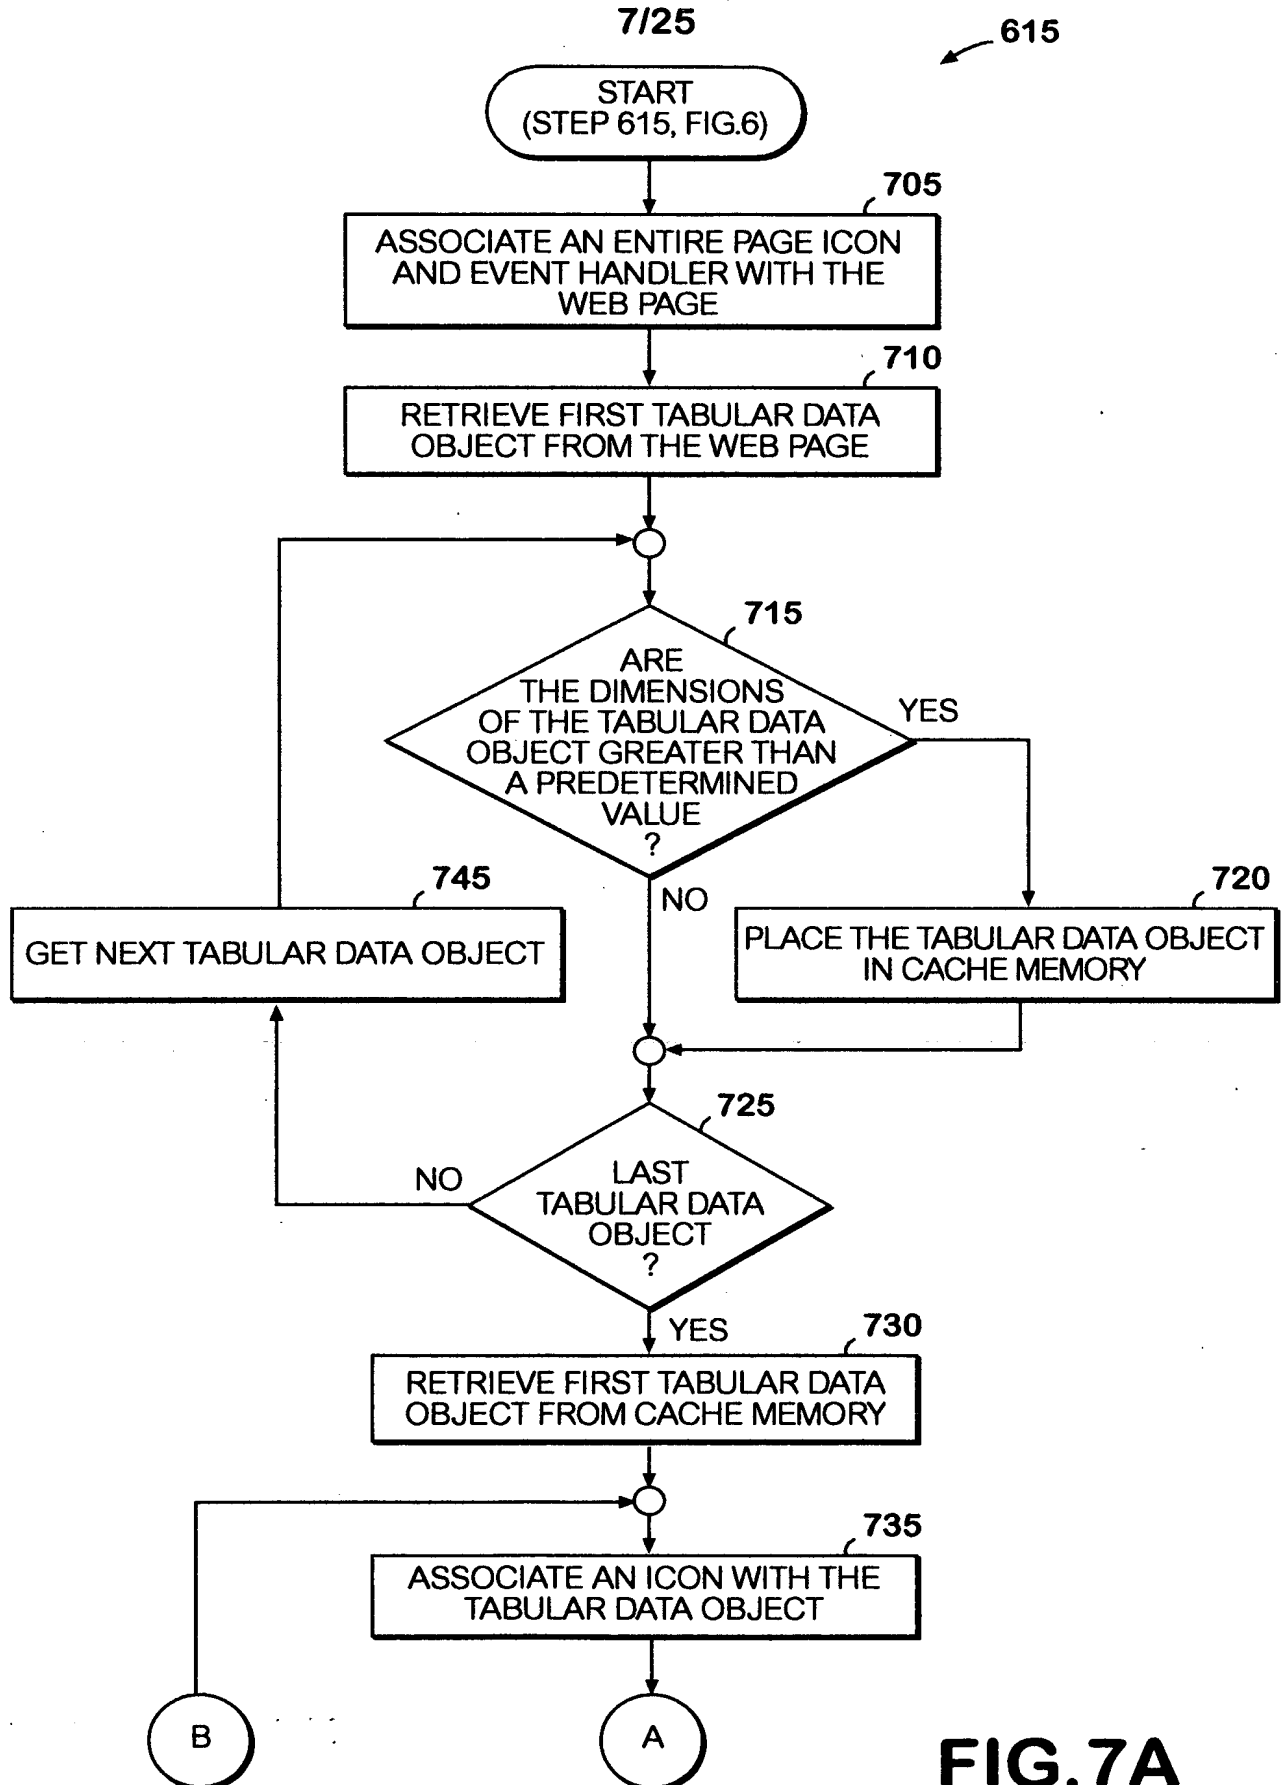 7/25
615
START
(STEP 615, FIG.6)
705
ASSOCIATE AN ENTIRE PAGE ICON
AND EVENT HANDLER WITH THE
WEB PAGE
710
RETRIEVE FIRST TABULAR DATA
OBJECT FROM THE WEB PAGE
715
ARE
THE DIMENSIONS
OF THE TABULAR DATA
OBJECT GREATER THAN
A PREDETERMINED
VALUE
?
YES
NO
745
GET NEXT TABULAR DATA OBJECT
720
PLACE THE TABULAR DATA OBJECT
IN CACHE MEMORY
725
LAST
TABULAR DATA
OBJECT
?
NO
YES
730
RETRIEVE FIRST TABULAR DATA
OBJECT FROM CACHE MEMORY
735
ASSOCIATE AN ICON WITH THE
TABULAR DATA OBJECT
B
A
FIG.7A